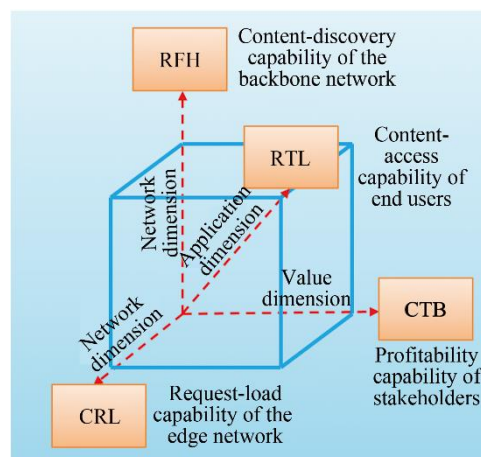 RFH
Content-discovery
capability of the
backbone network
RTL
Content-
access
capability of
end users
Network
dimension
Application
dimension
Value
dimension
CTB
Profitability
capability of
stakeholders
Network
dimension
CRL
Request-load
capability of the
edge network